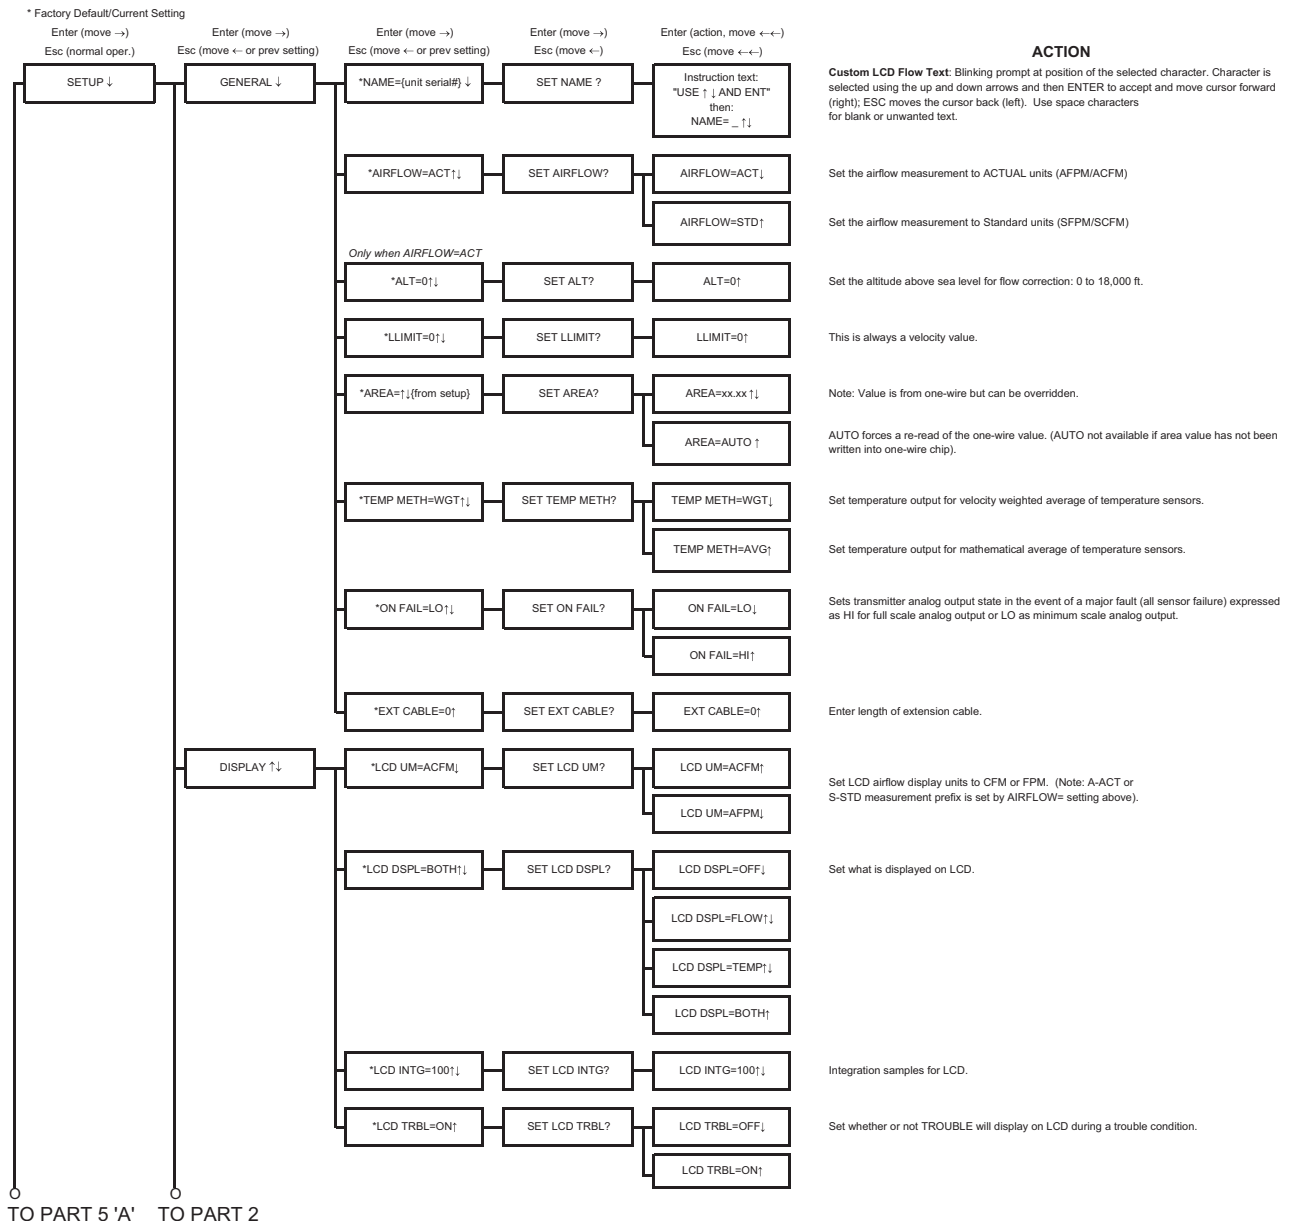 * Factory Default/Current Setting
Enter (move →)
Esc (normal oper.)
Enter (move →)
Esc (move ← or prev setting)
Enter (move →)
Esc (move ← or prev setting)
Enter (move →)
Esc (move ←)
Enter (action, move ←←)
Esc (move ←←)
ACTION
SETUP ↓
GENERAL ↓
*NAME={unit serial#} ↓
SET NAME ?
Instruction text:
"USE ↑ ↓ AND ENT"
then:
NAME= _ ↑↓
Custom LCD Flow Text: Blinking prompt at position of the selected character. Character is
selected using the up and down arrows and then ENTER to accept and move cursor forward
(right); ESC moves the cursor back (left). Use space characters
for blank or unwanted text.
*AIRFLOW=ACT↑↓
SET AIRFLOW?
AIRFLOW=ACT↓
Set the airflow measurement to ACTUAL units (AFPM/ACFM)
AIRFLOW=STD↑
Set the airflow measurement to Standard units (SFPM/SCFM)
Only when AIRFLOW=ACT
*ALT=0↑↓
SET ALT?
ALT=0↑
Set the altitude above sea level for flow correction: 0 to 18,000 ft.
*LLIMIT=0↑↓
SET LLIMIT?
LLIMIT=0↑
This is always a velocity value.
*AREA=↑↓{from setup}
SET AREA?
AREA=xx.xx ↑↓
Note: Value is from one-wire but can be overridden.
AREA=AUTO ↑
AUTO forces a re-read of the one-wire value. (AUTO not available if area value has not been
written into one-wire chip).
*TEMP METH=WGT↑↓
SET TEMP METH?
TEMP METH=WGT↓
Set temperature output for velocity weighted average of temperature sensors.
TEMP METH=AVG↑
Set temperature output for mathematical average of temperature sensors.
*ON FAIL=LO↑↓
SET ON FAIL?
ON FAIL=LO↓
Sets transmitter analog output state in the event of a major fault (all sensor failure) expressed
as HI for full scale analog output or LO as minimum scale analog output.
ON FAIL=HI↑
*EXT CABLE=0↑
SET EXT CABLE?
EXT CABLE=0↑
Enter length of extension cable.
DISPLAY ↑↓
*LCD UM=ACFM↓
SET LCD UM?
LCD UM=ACFM↑
Set LCD airflow display units to CFM or FPM. (Note: A-ACT or
S-STD measurement prefix is set by AIRFLOW= setting above).
LCD UM=AFPM↓
*LCD DSPL=BOTH↑↓
SET LCD DSPL?
LCD DSPL=OFF↓
Set what is displayed on LCD.
LCD DSPL=FLOW↑↓
LCD DSPL=TEMP↑↓
LCD DSPL=BOTH↑
*LCD INTG=100↑↓
SET LCD INTG?
LCD INTG=100↑↓
Integration samples for LCD.
*LCD TRBL=ON↑
SET LCD TRBL?
LCD TRBL=OFF↓
Set whether or not TROUBLE will display on LCD during a trouble condition.
LCD TRBL=ON↑
O
O
TO PART 5 'A'
TO PART 2